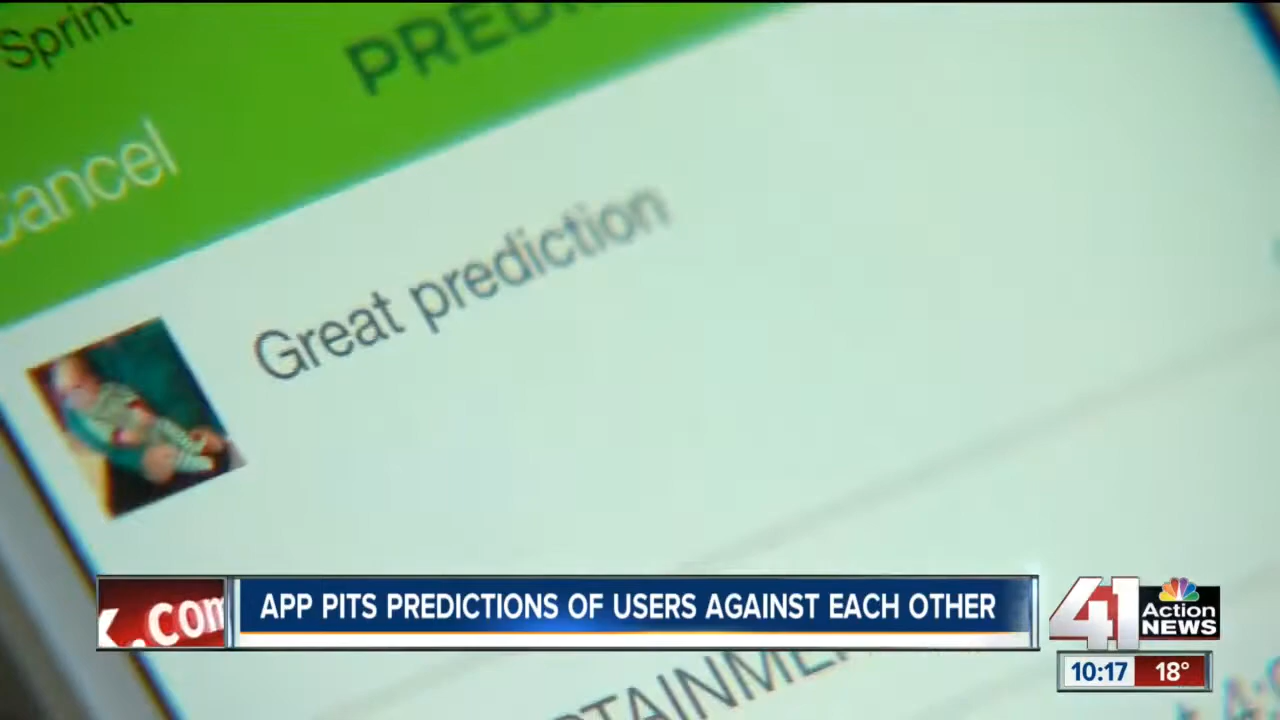 Sprint
Cancel
Great prediction
APP PITS PREDICTIONS OF USERS AGAINST EACH OTHER
.com
41
Action
NEWS
10:17
18°